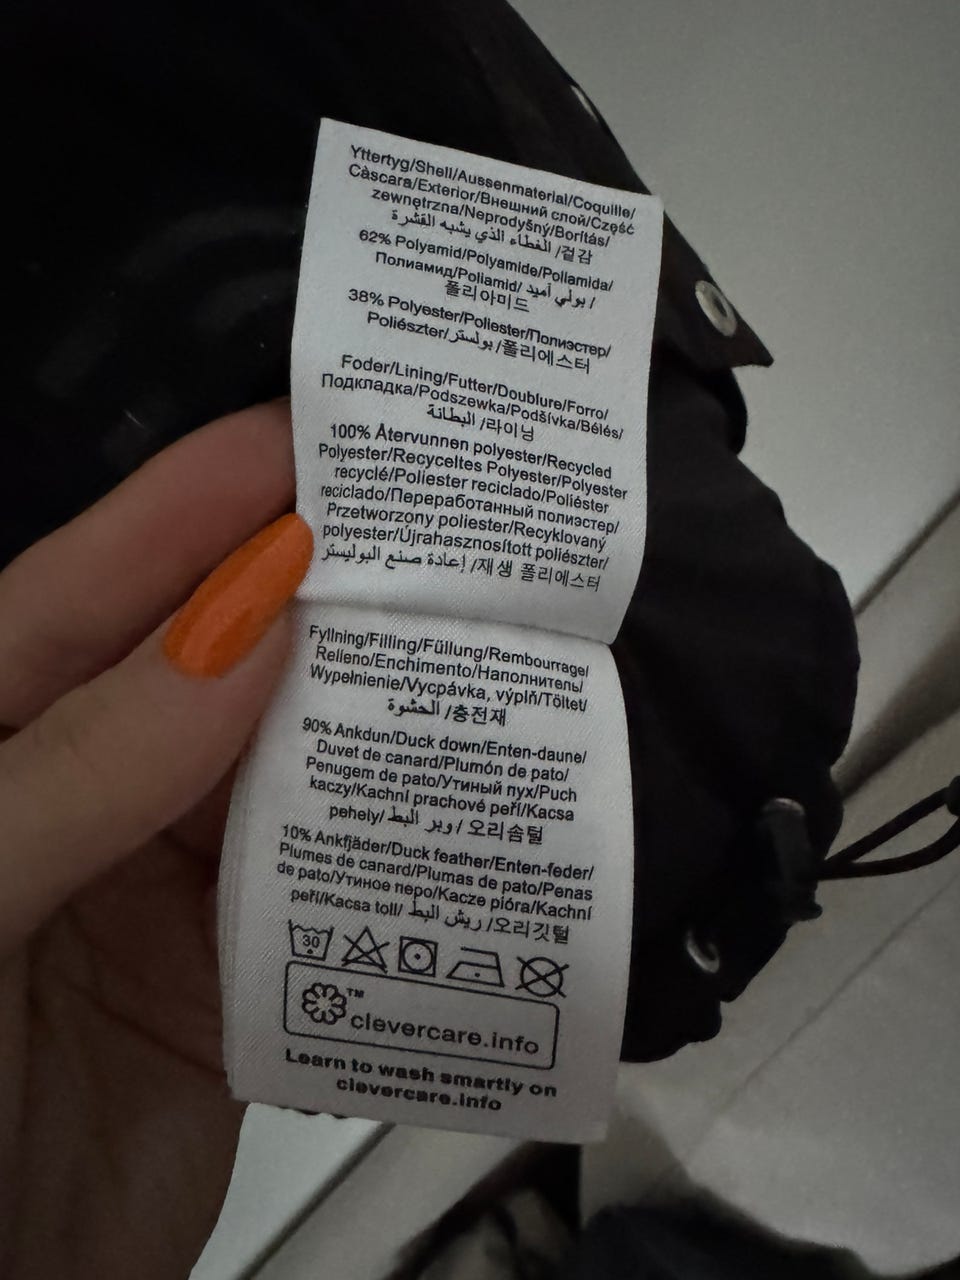 Yttertyg/Shell/Aussenmaterial/Coquille/
Càscara/Exterior/Внешний слой/Część
zewnętrzna/Neprodyšný/Borítás/
الغطاء الذي يشبه القشرة /겉감
62% Polyamid/Polyamide/Poliamida/
Полиамид/Poliamid/ بولي أميد /
폴리아미드
38% Polyester/Poliester/Полиэстер/
Poliészter/بولستر/폴리에스터
Foder/Lining/Futter/Doublure/Forro/
Подкладка/Podszewka/Podšívka/Bélés/
البطانة /라이닝
100% Återvunnen polyester/Recycled
Polyester/Recyceltes Polyester/Polyester
recyclé/Poliester reciclado/Poliéster
reciclado/Переработанный полиэстер/
Przetworzony poliester/Recyklovaný
polyester/Újrahasznosított poliészter/
إعادة صنع البوليستر /재생 폴리에스터
Fyllning/Filling/Füllung/Rembourrage/
Relleno/Enchimento/Наполнитель/
Wypełnienie/Vycpávka, výplň/Töltet/
الحشوة /충전재
90% Ankdun/Duck down/Enten-daune/
Duvet de canard/Plumón de pato/
Penugem de pato/Утиный пух/Puch
kaczy/Kachní prachové peří/Kacsa
pehely/ وبر البط / 오리솜털
10% Ankfjäder/Duck feather/Enten-feder/
Plumes de canard/Plumas de pato/Penas
de pato/Утиное перо/Kacze pióra/Kachní
peří/Kacsa toll/ ريش البط /오리깃털
30
™
clevercare.info
Learn to wash smartly on
clevercare.info